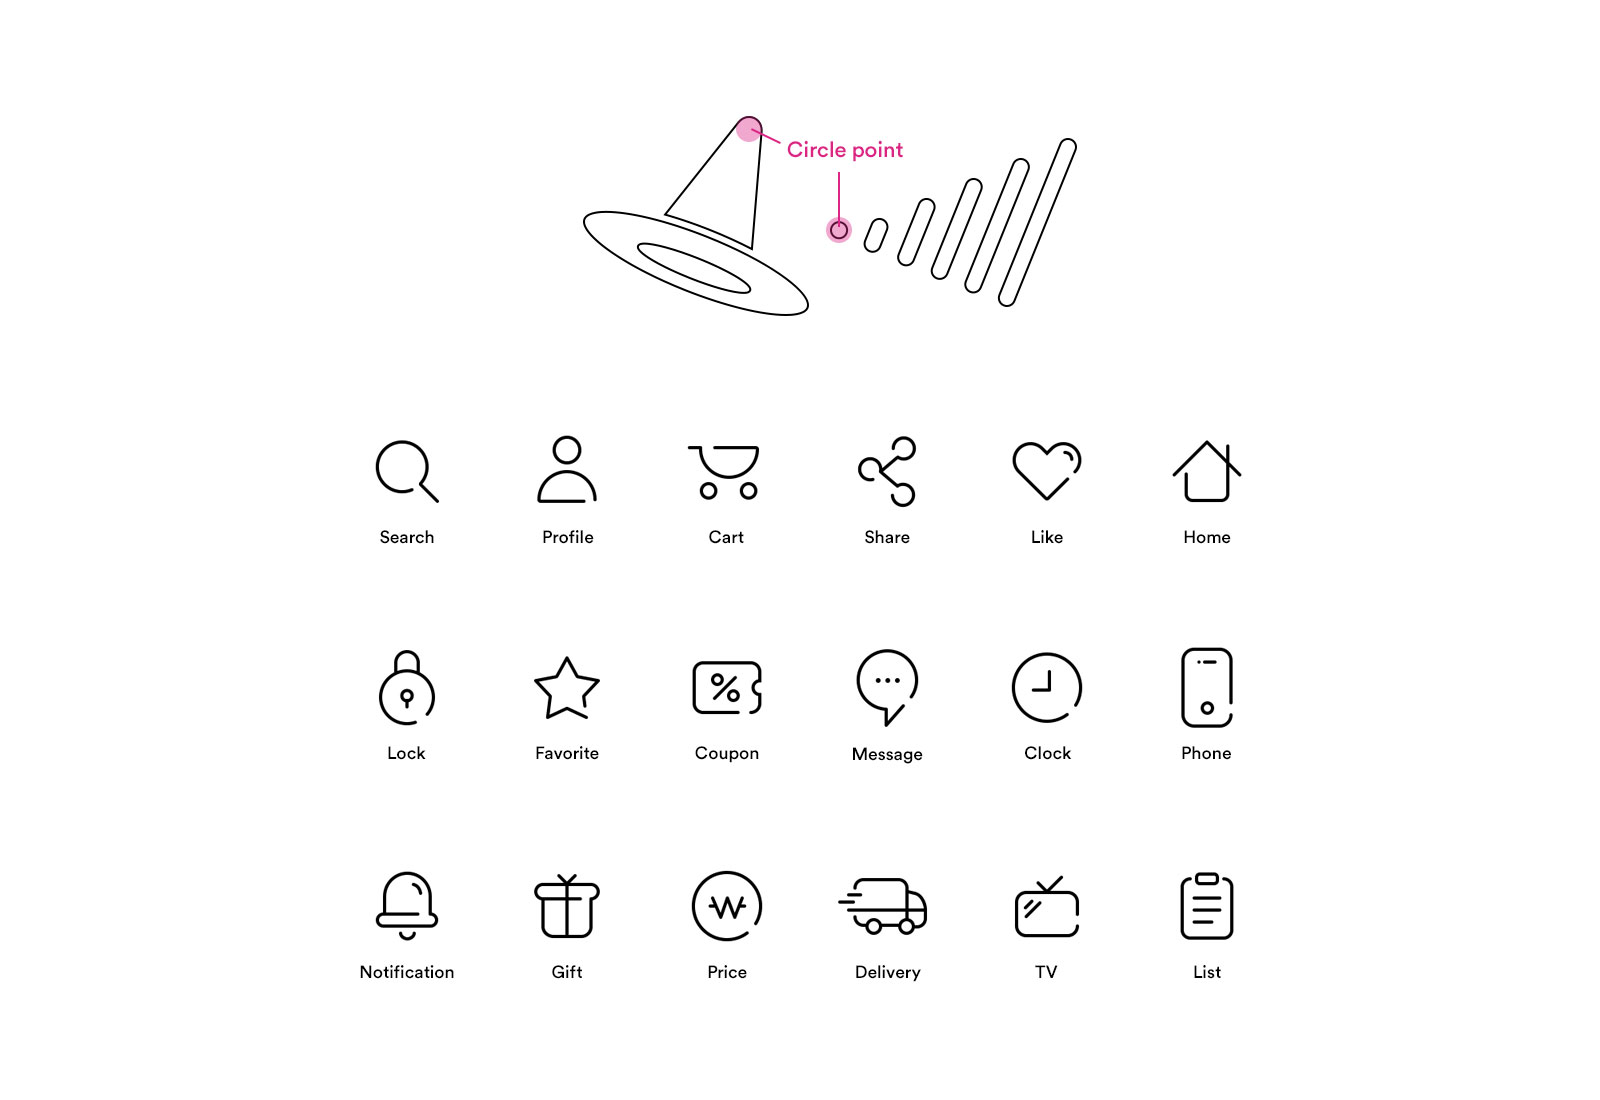 Circle point
Search
Profile
Cart
Share
Like
Home
Lock
Favorite
Coupon
%
Message
Clock
Phone
Notification
Gift
₩
Price
Delivery
TV
List